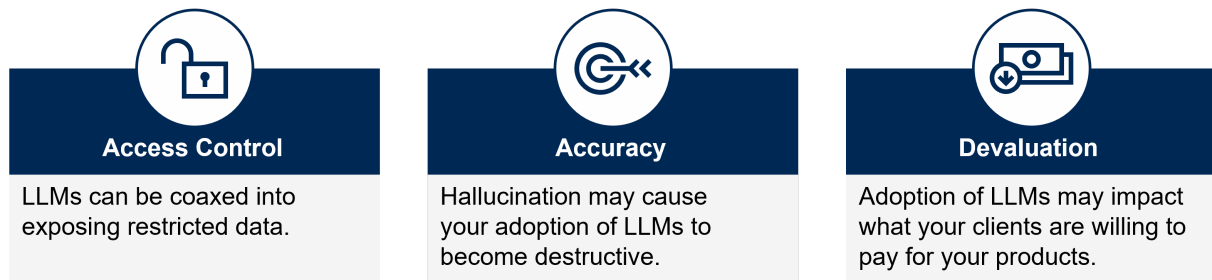 Access Control
LLMs can be coaxed into
exposing restricted data.
Accuracy
Hallucination may cause
your adoption of LLMs to
become destructive.
Devaluation
Adoption of LLMs may impact
what your clients are willing to
pay for your products.